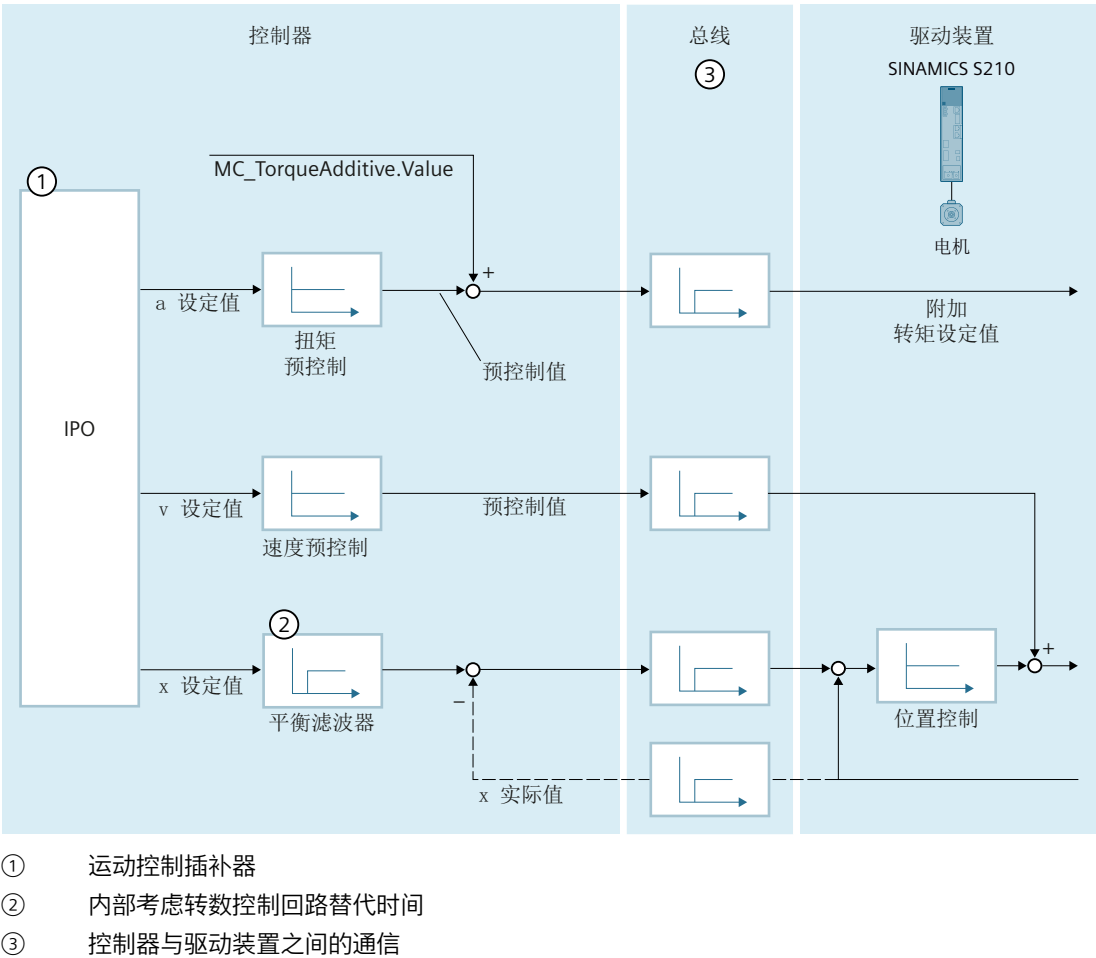 控制器
总线
驱动装置
③
SINAMICS S210
MC_TorqueAdditive.Value
①
电机
+
a 设定值
附加
转矩设定值
扭矩
预控制
预控制值
IPO
v 设定值
预控制值
速度预控制
②
+
x 设定值
−
平衡滤波器
位置控制
x 实际值
① 运动控制插补器
② 内部考虑转数控制回路替代时间
③ 控制器与驱动装置之间的通信